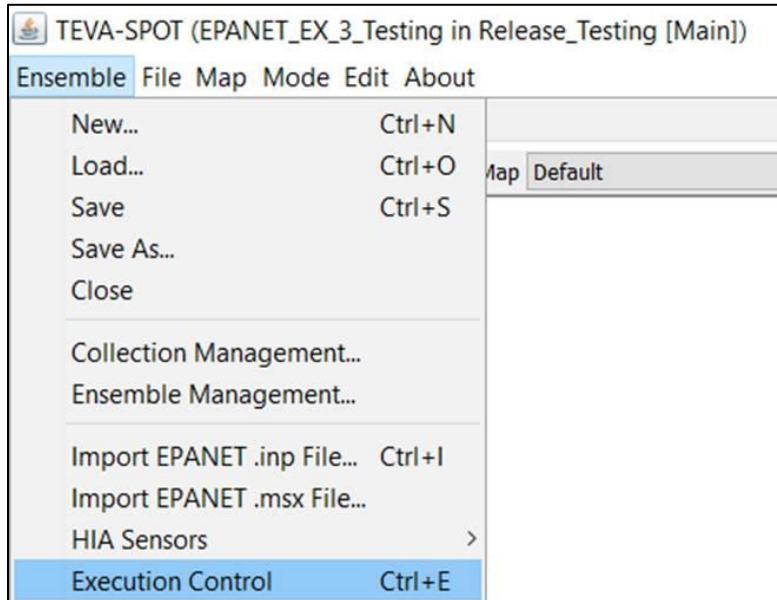 TEVA-SPOT (EPANET_EX_3_Testing in Release_Testing [Main])
Ensemble File Map Mode Edit About
New... Ctrl+N
Load... Ctrl+O
Map Default
Save Ctrl+S
Save As...
Close
Collection Management...
Ensemble Management...
Import EPANET .inp File... Ctrl+I
Import EPANET .msx File...
HIA Sensors >
Execution Control Ctrl+E